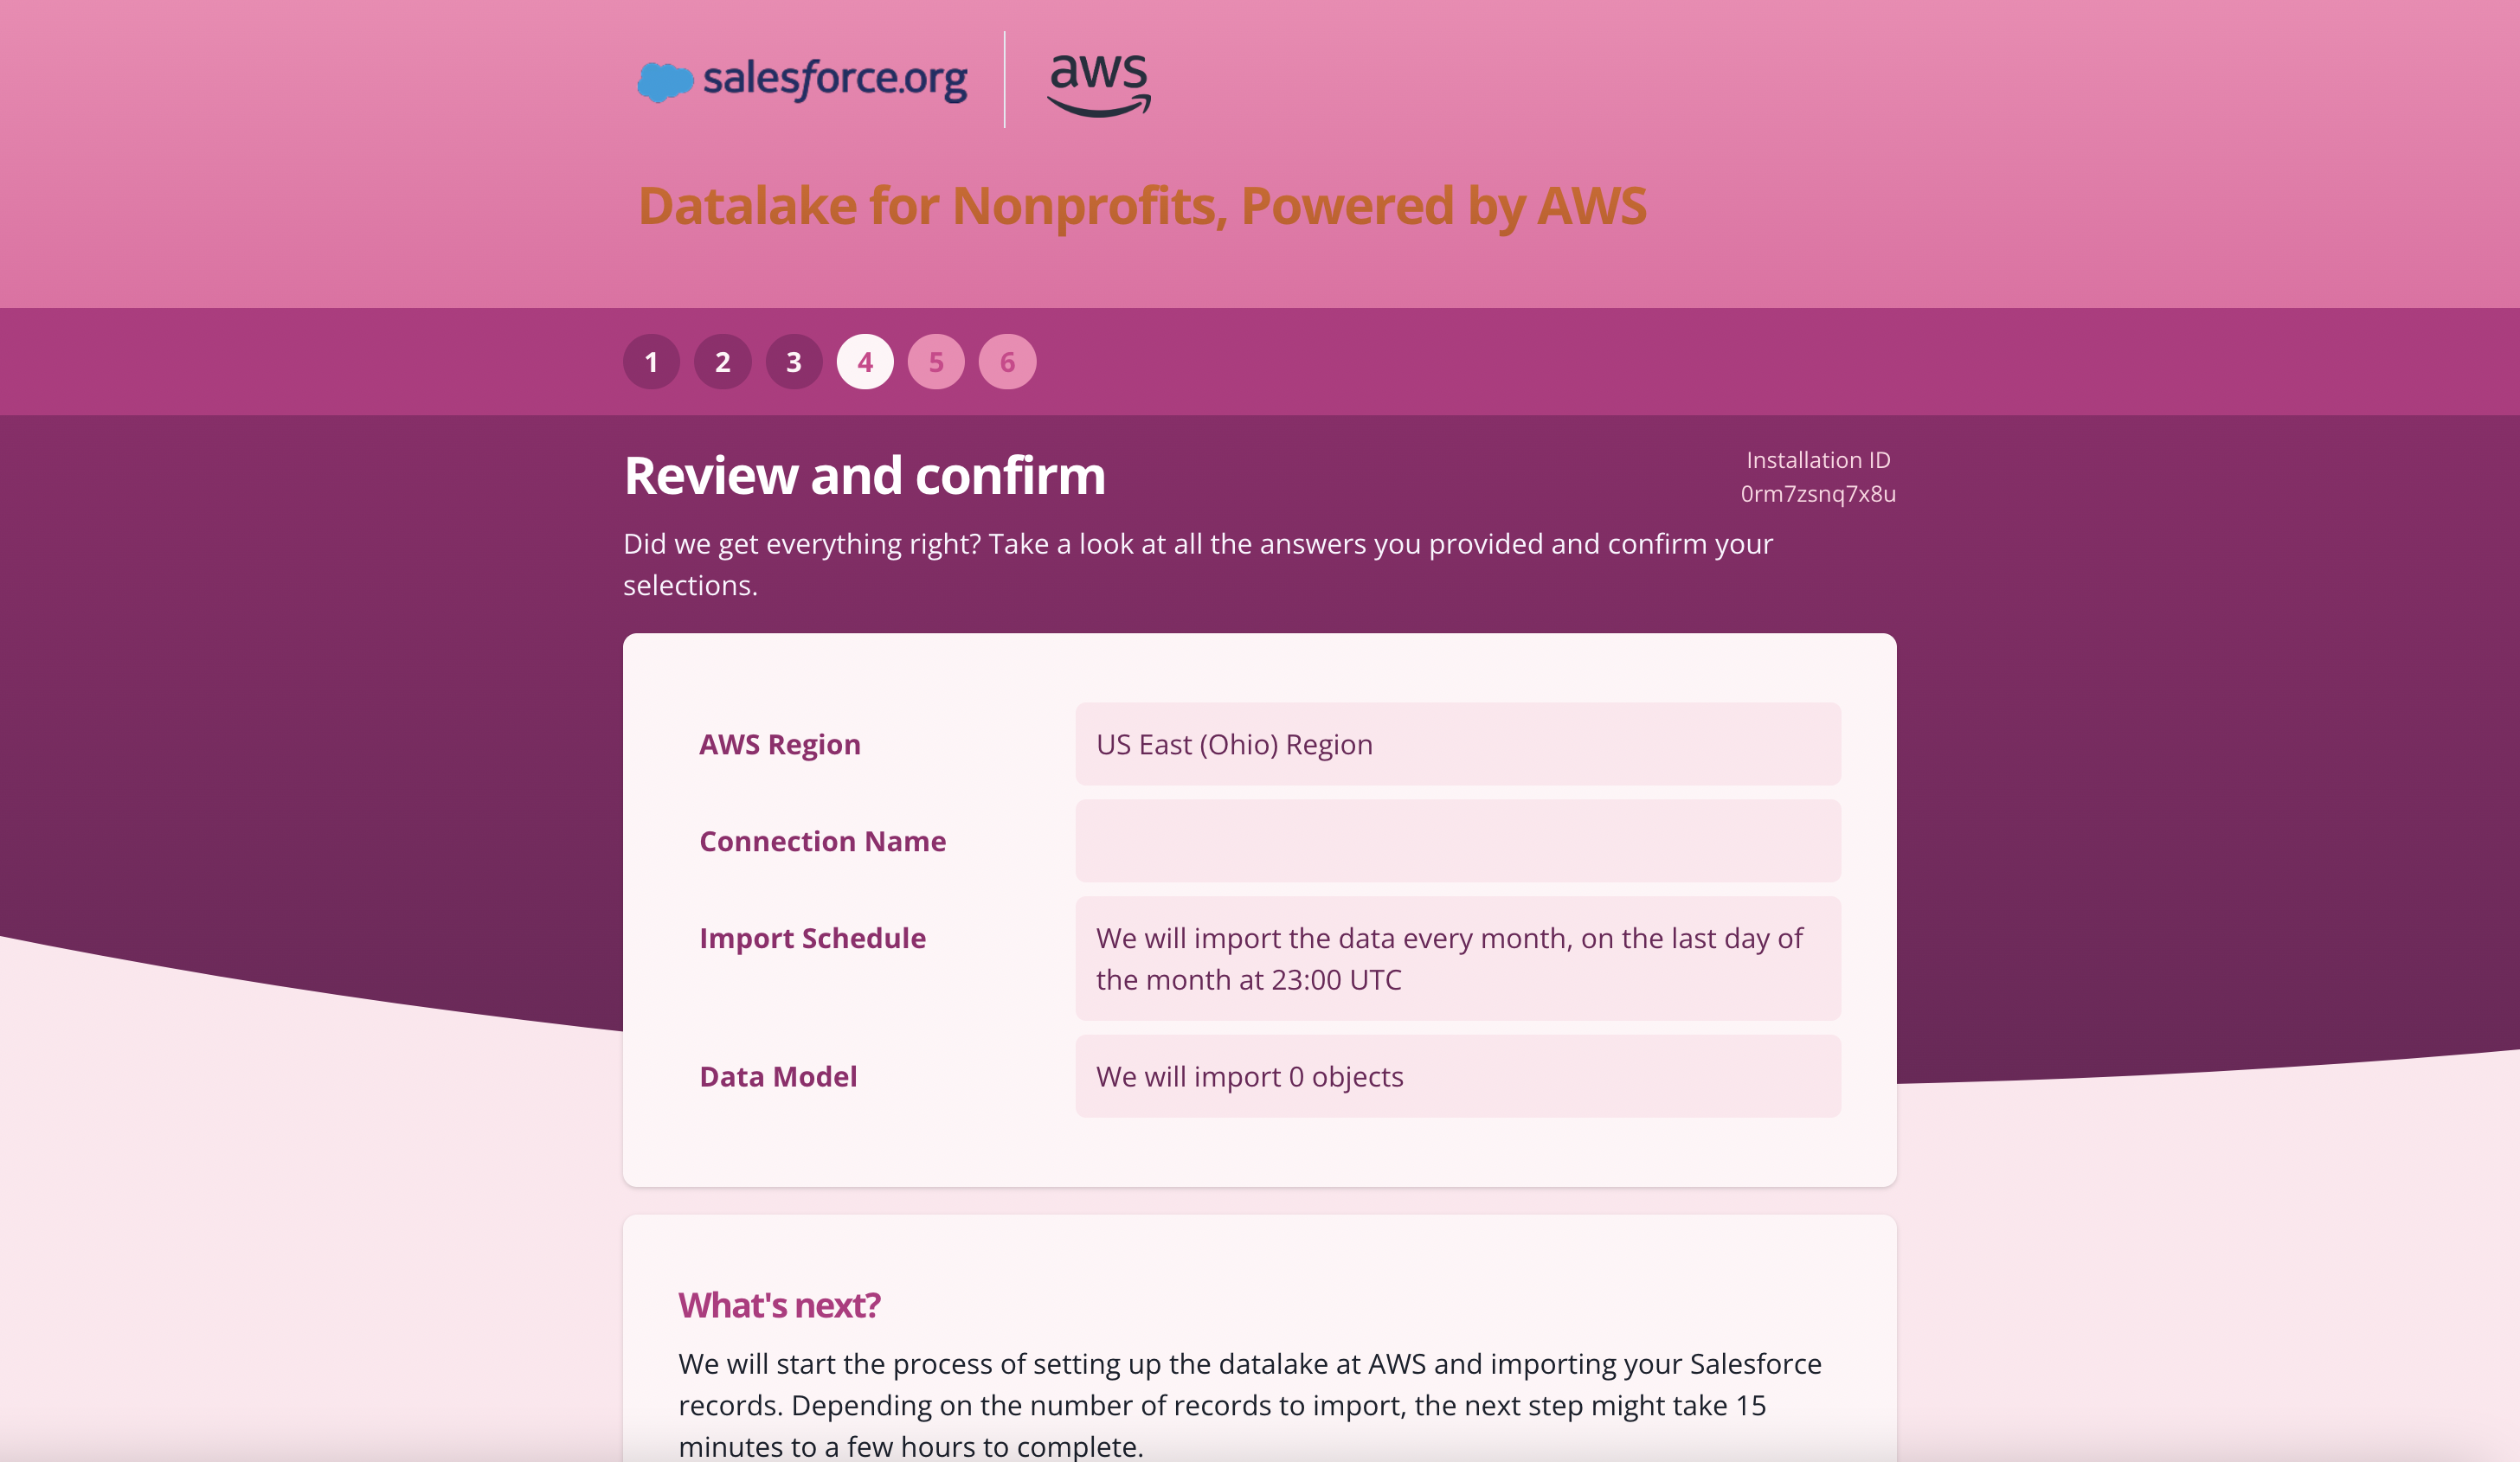 salesforce.org
aws
Datalake for Nonprofits, Powered by AWS
1 2 3 4 5 6
Review and confirm
Installation ID
0rm7zsnq7x8u
Did we get everything right? Take a look at all the answers you provided and confirm your
selections.
AWS Region
US East (Ohio) Region
Connection Name
Import Schedule
We will import the data every month, on the last day of
the month at 23:00 UTC
Data Model
We will import 0 objects
What's next?
We will start the process of setting up the datalake at AWS and importing your Salesforce
records. Depending on the number of records to import, the next step might take 15
minutes to a few hours to complete.